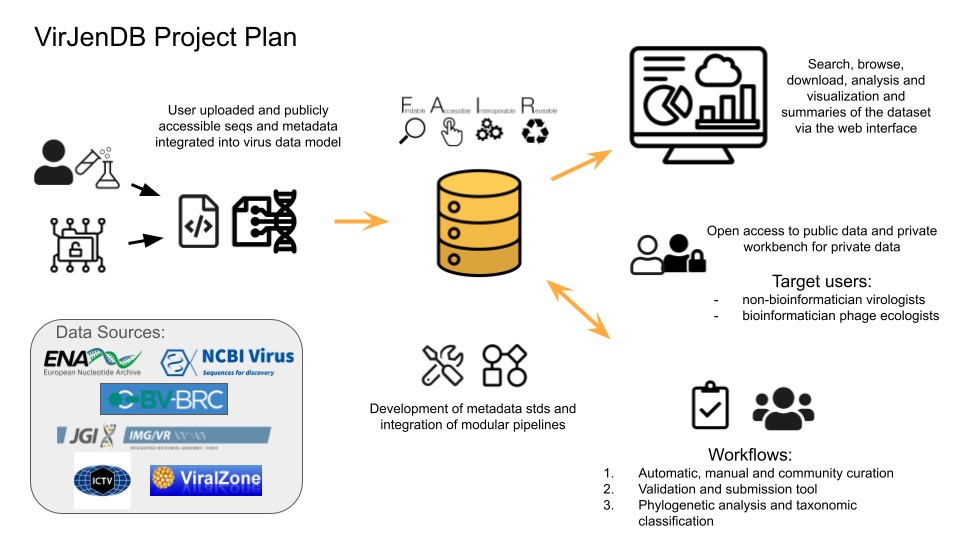 VirJenDB Project Plan
User uploaded and publicly
accessible seqs and metadata
integrated into virus data model
Findable Accessible Interoperable Reusable
Search, browse,
download, analysis and
visualization and
summaries of the dataset
via the web interface
</>
Open access to public data and private
workbench for private data
Target users:
- non-bioinformatician virologists
- bioinformatician phage ecologists
Data Sources:
ENA
European Nucleotide Archive
NCBI Virus
Sequences for discovery
BV-BRC
JGI IMG/VR
INTEGRATED MICROBIAL GENOMES - VIRUS
ICTV
ViralZone
Development of metadata stds and
integration of modular pipelines
Workflows:
1. Automatic, manual and community curation
2. Validation and submission tool
3. Phylogenetic analysis and taxonomic
classification